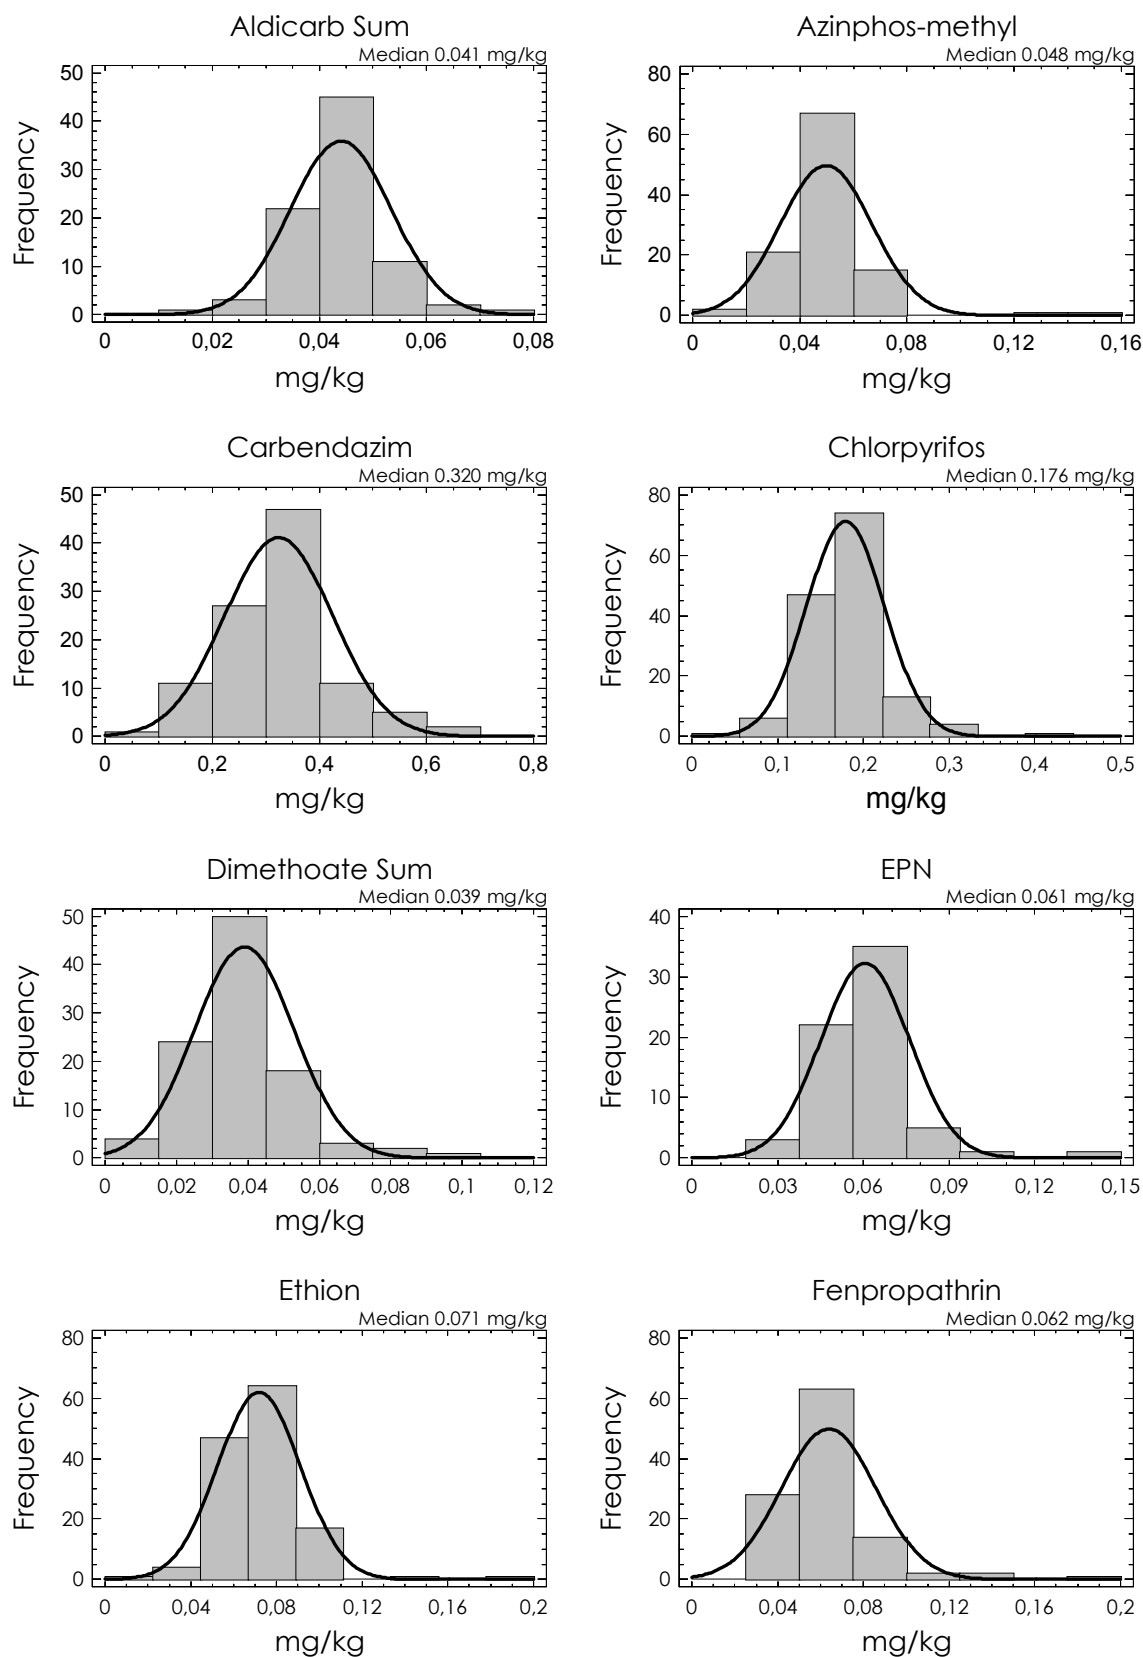 Aldicarb Sum
Median 0.041 mg/kg
Frequency
50
40
30
20
10
0
0 0,02 0,04 0,06 0,08
mg/kg
Azinphos-methyl
Median 0.048 mg/kg
Frequency
80
60
40
20
0
0 0,04 0,08 0,12 0,16
mg/kg
Carbendazim
Median 0.320 mg/kg
Frequency
50
40
30
20
10
0
0 0,2 0,4 0,6 0,8
mg/kg
Chlorpyrifos
Median 0.176 mg/kg
Frequency
80
60
40
20
0
0 0,1 0,2 0,3 0,4 0,5
mg/kg
Dimethoate Sum
Median 0.039 mg/kg
Frequency
50
40
30
20
10
0
0 0,02 0,04 0,06 0,08 0,1 0,12
mg/kg
EPN
Median 0.061 mg/kg
Frequency
40
30
20
10
0
0 0,03 0,06 0,09 0,12 0,15
mg/kg
Ethion
Median 0.071 mg/kg
Frequency
80
60
40
20
0
0 0,04 0,08 0,12 0,16 0,2
mg/kg
Fenpropathrin
Median 0.062 mg/kg
Frequency
80
60
40
20
0
0 0,04 0,08 0,12 0,16 0,2
mg/kg